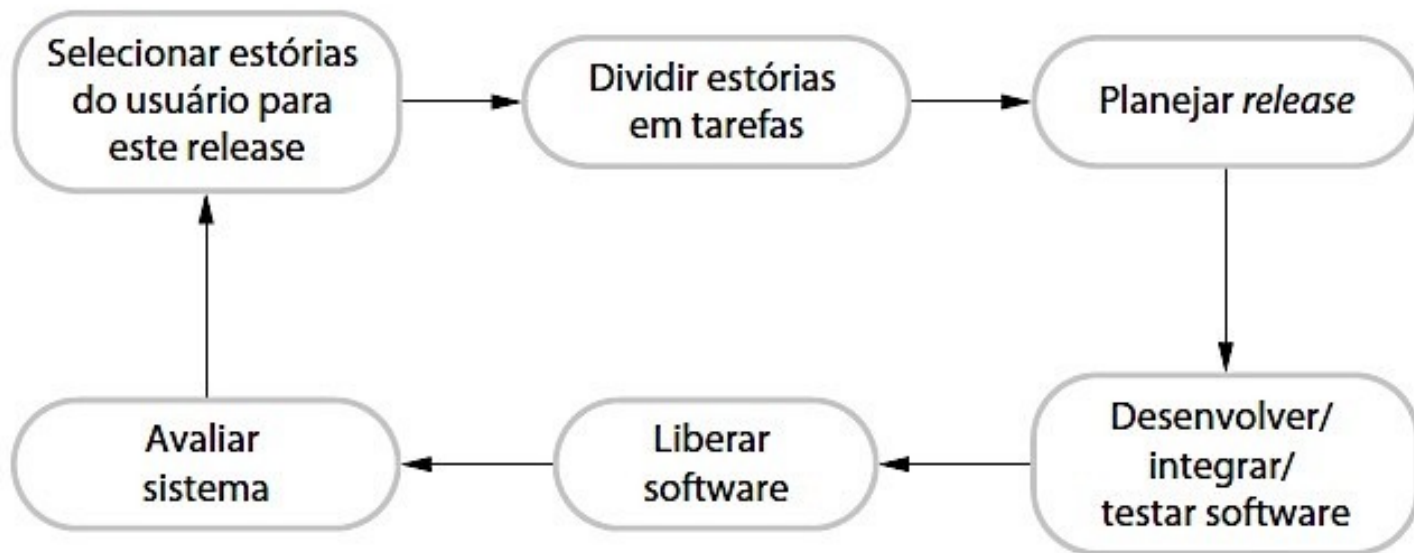 Selecionar estórias
do usuário para
este release
Dividir estórias
em tarefas
Planejar release
Desenvolver/
integrar/
testar software
Liberar
software
Avaliar
sistema